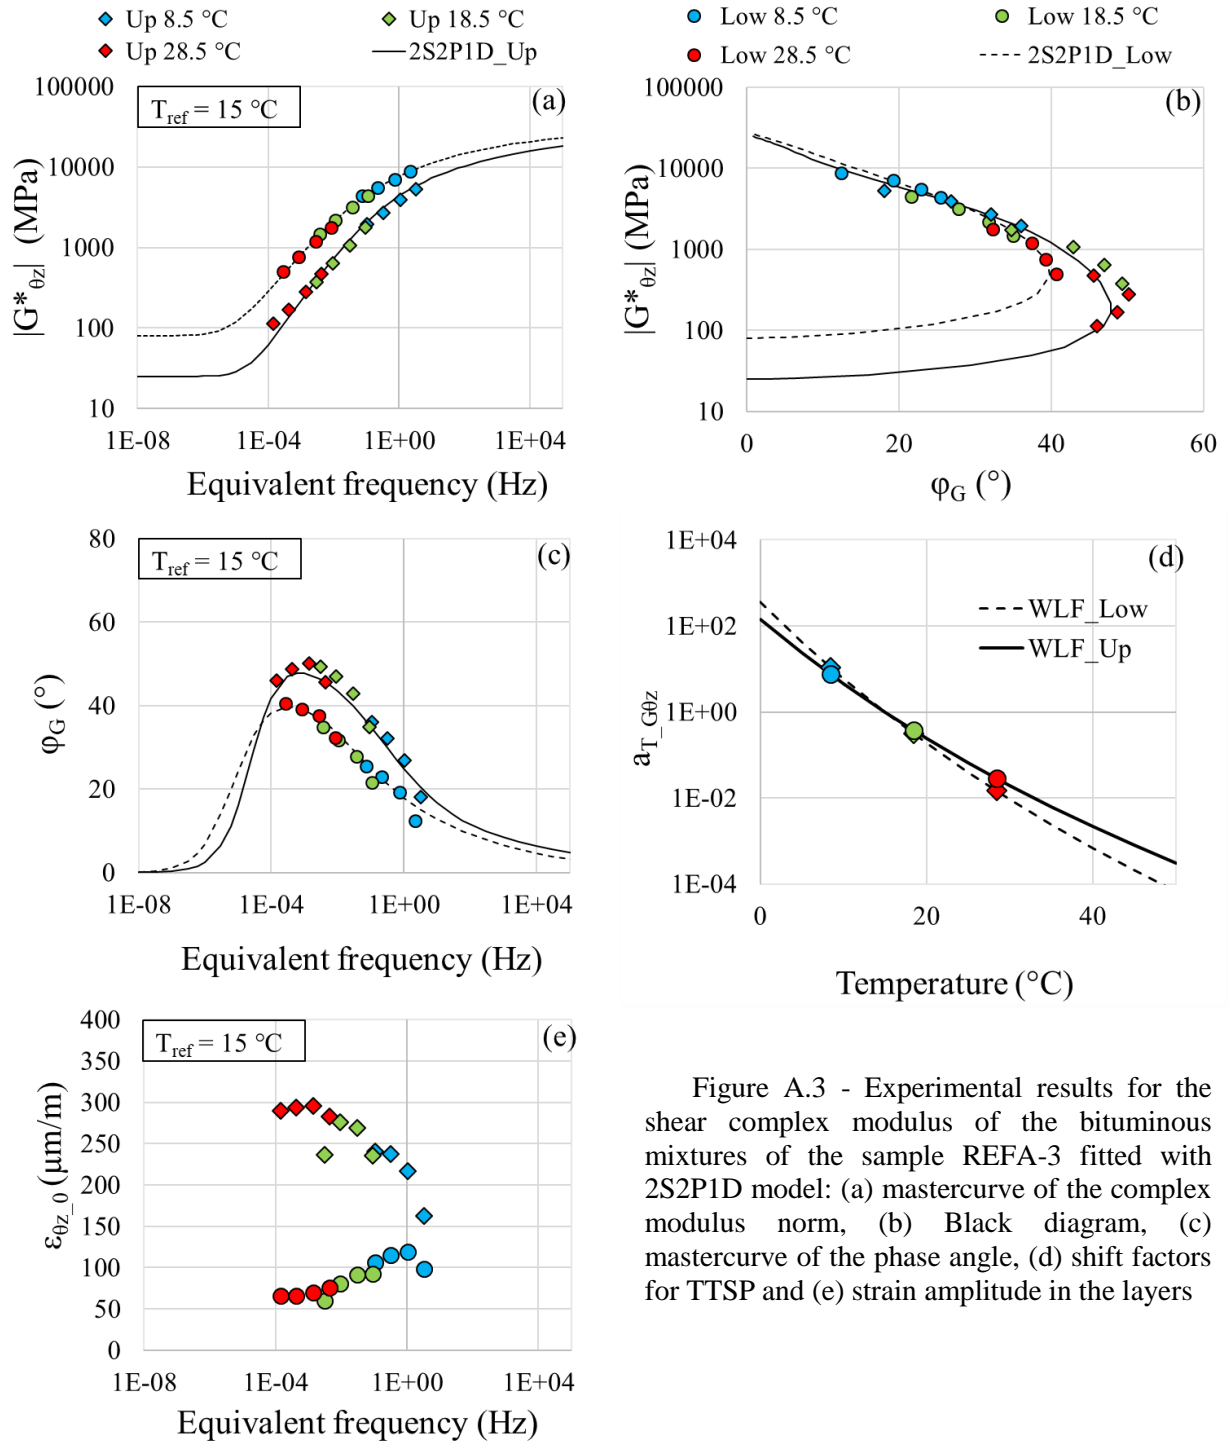 Up 8.5 °C
Up 18.5 °C
Up 28.5 °C
2S2P1D_Up
Low 8.5 °C
Low 18.5 °C
Low 28.5 °C
2S2P1D_Low
(a)
T_ref = 15 °C
|G*_θz| (MPa)
100000
10000
1000
100
10
1E-08
1E-04
1E+00
1E+04
Equivalent frequency (Hz)
(b)
|G*_θz| (MPa)
100000
10000
1000
100
10
0
20
40
60
φ_G (°)
(c)
T_ref = 15 °C
φ_G (°)
80
60
40
20
0
1E-08
1E-04
1E+00
1E+04
Equivalent frequency (Hz)
(d)
WLF_Low
WLF_Up
a_T_Gθz
1E+04
1E+02
1E+00
1E-02
1E-04
0
20
40
Temperature (°C)
(e)
T_ref = 15 °C
ε_θz_0 (μm/m)
400
350
300
250
200
150
100
50
0
1E-08
1E-04
1E+00
1E+04
Equivalent frequency (Hz)
Figure A.3 - Experimental results for the
shear complex modulus of the bituminous
mixtures of the sample REFA-3 fitted with
2S2P1D model: (a) mastercurve of the complex
modulus norm, (b) Black diagram, (c)
mastercurve of the phase angle, (d) shift factors
for TTSP and (e) strain amplitude in the layers